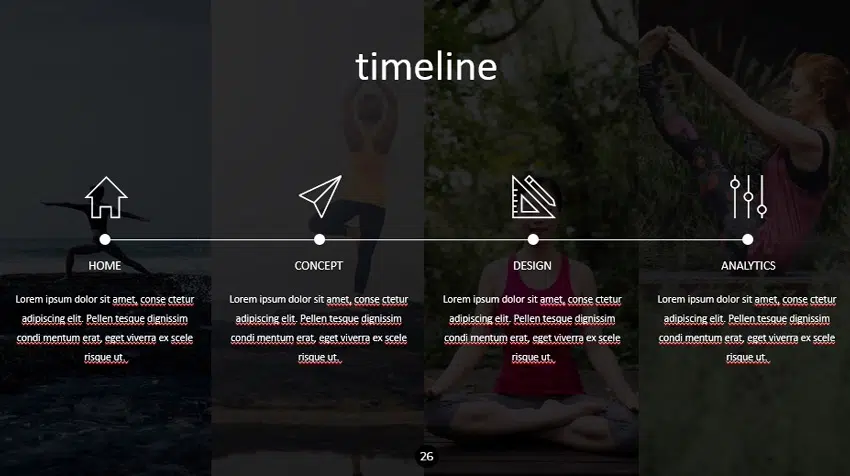 timeline
HOME
CONCEPT
DESIGN
ANALYTICS
Lorem ipsum dolor sit amet, conse ctetur
adipiscing elit. Pellen tesque dignissim
condi mentum erat, eget viverra ex scele
risque ut.
Lorem ipsum dolor sit amet, conse ctetur
adipiscing elit. Pellen tesque dignissim
condi mentum erat, eget viverra ex scele
risque ut.
Lorem ipsum dolor sit amet, conse ctetur
adipiscing elit. Pellen tesque dignissim
condi mentum erat, eget viverra ex scele
risque ut.
Lorem ipsum dolor sit amet, conse ctetur
adipiscing elit. Pellen tesque dignissim
condi mentum erat, eget viverra ex scele
risque ut.
26